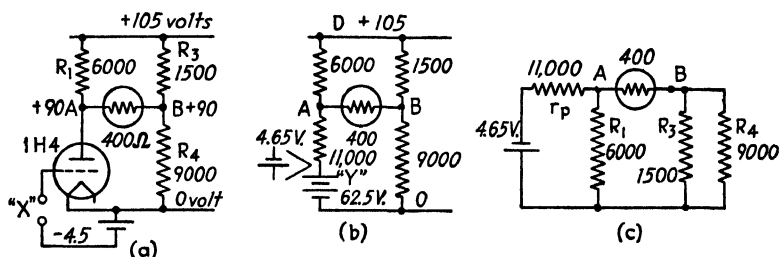 +105 volts
R1 6000
R3 1500
+90A
B+90
400Ω
1H4
R4 9000
0 volt
"X"
-4.5
(a)
D +105
6000
1500
A
B
400
4.65V.
11,000
"Y"
62.5V.
9000
0
(b)
11,000
rp
A
400
B
4.65V.
R1 6000
R3 1500
R4 9000
(c)